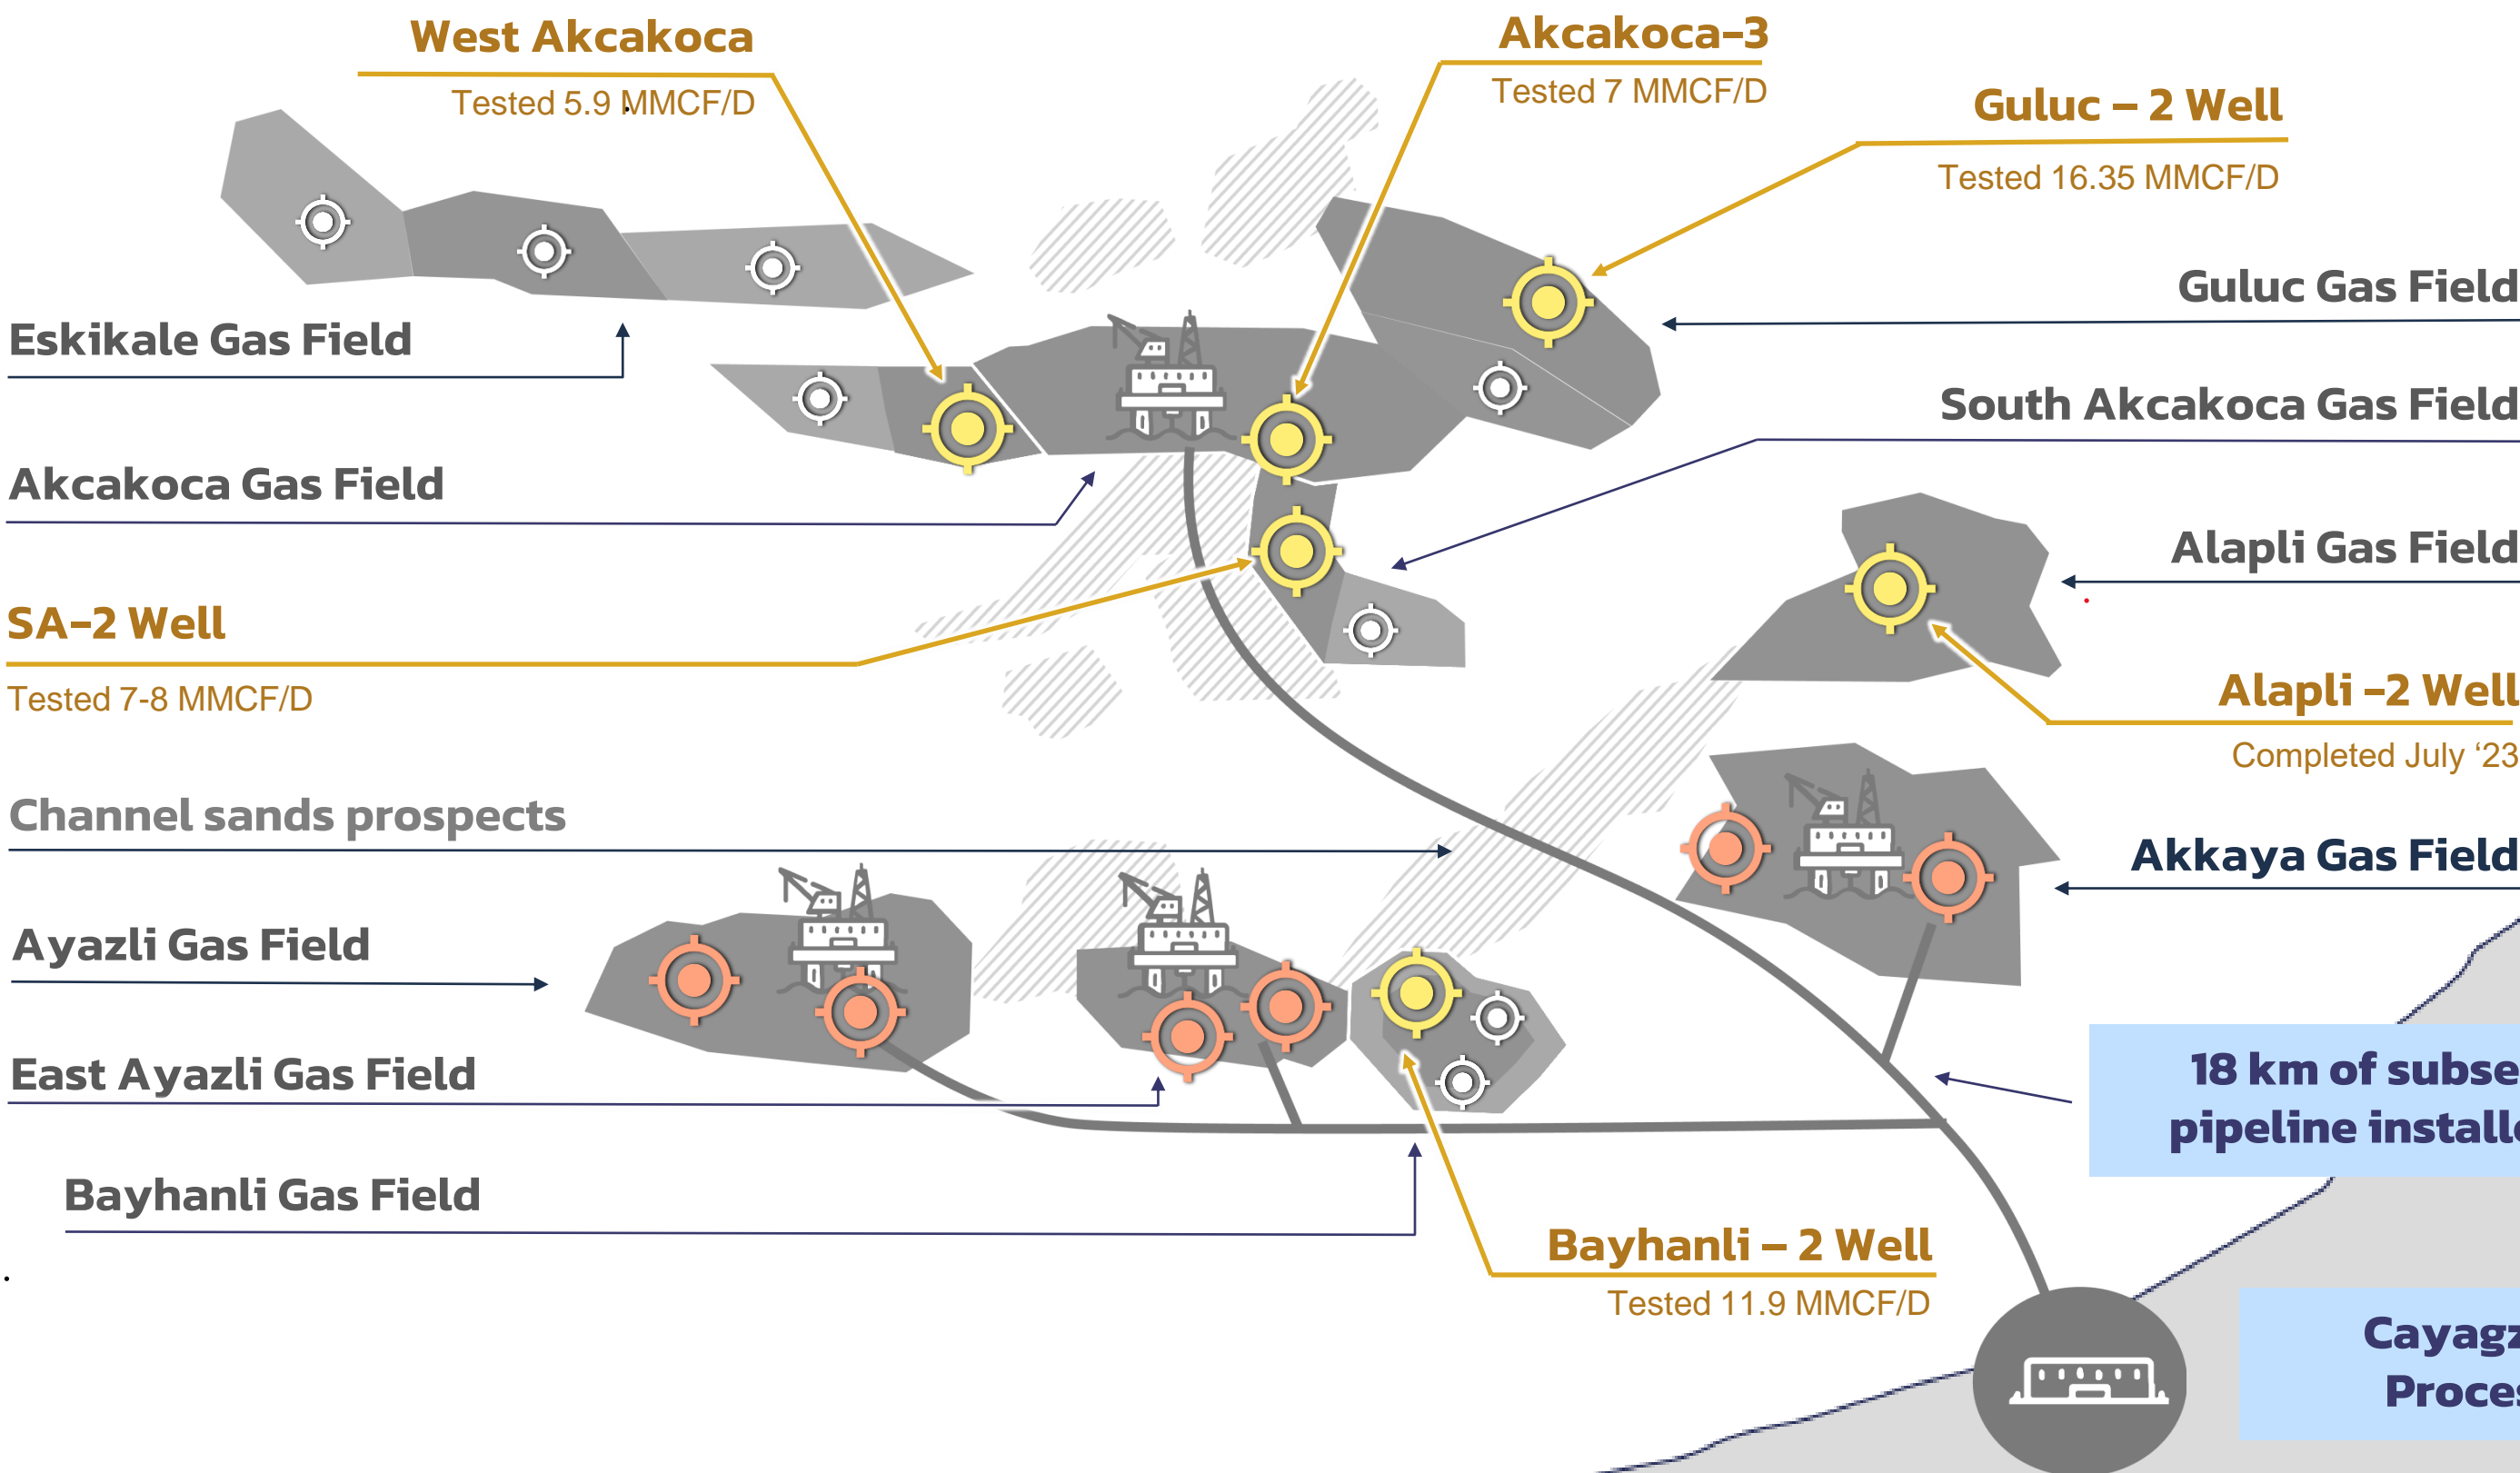 West Akcakoca
Tested 5.9 MMCF/D
Akcakoca-3
Tested 7 MMCF/D
Guluc – 2 Well
Tested 16.35 MMCF/D
Guluc Gas Field
Eskikale Gas Field
South Akcakoca Gas Field
Akcakoca Gas Field
Alapli Gas Field
SA-2 Well
Tested 7-8 MMCF/D
Alapli -2 Well
Completed July ‘23
Channel sands prospects
Akkaya Gas Field
Ayazli Gas Field
East Ayazli Gas Field
18 km of
pipeline
Bayhanli Gas Field
Bayhanli – 2 Well
Tested 11.9 MMCF/D